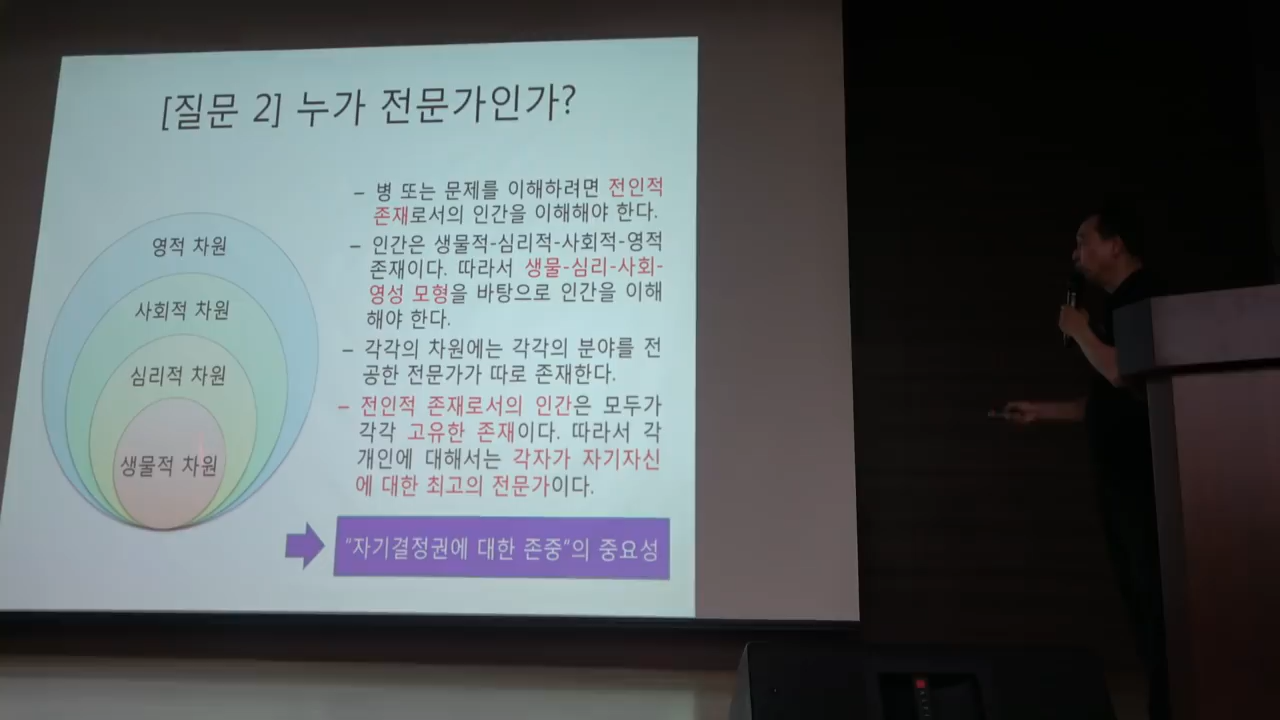 [질문 2] 누가 전문가인가?
영적 차원
사회적 차원
심리적 차원
생물적 차원
– 병 또는 문제를 이해하려면 전인적
존재로서의 인간을 이해해야 한다.
– 인간은 생물적-심리적-사회적-영적
존재이다. 따라서 생물-심리-사회-
영성 모형을 바탕으로 인간을 이해
해야 한다.
– 각각의 차원에는 각각의 분야를 전
공한 전문가가 따로 존재한다.
– 전인적 존재로서의 인간은 모두가
각각 고유한 존재이다. 따라서 각
개인에 대해서는 각자가 자기자신
에 대한 최고의 전문가이다.
"자기결정권에 대한 존중"의 중요성